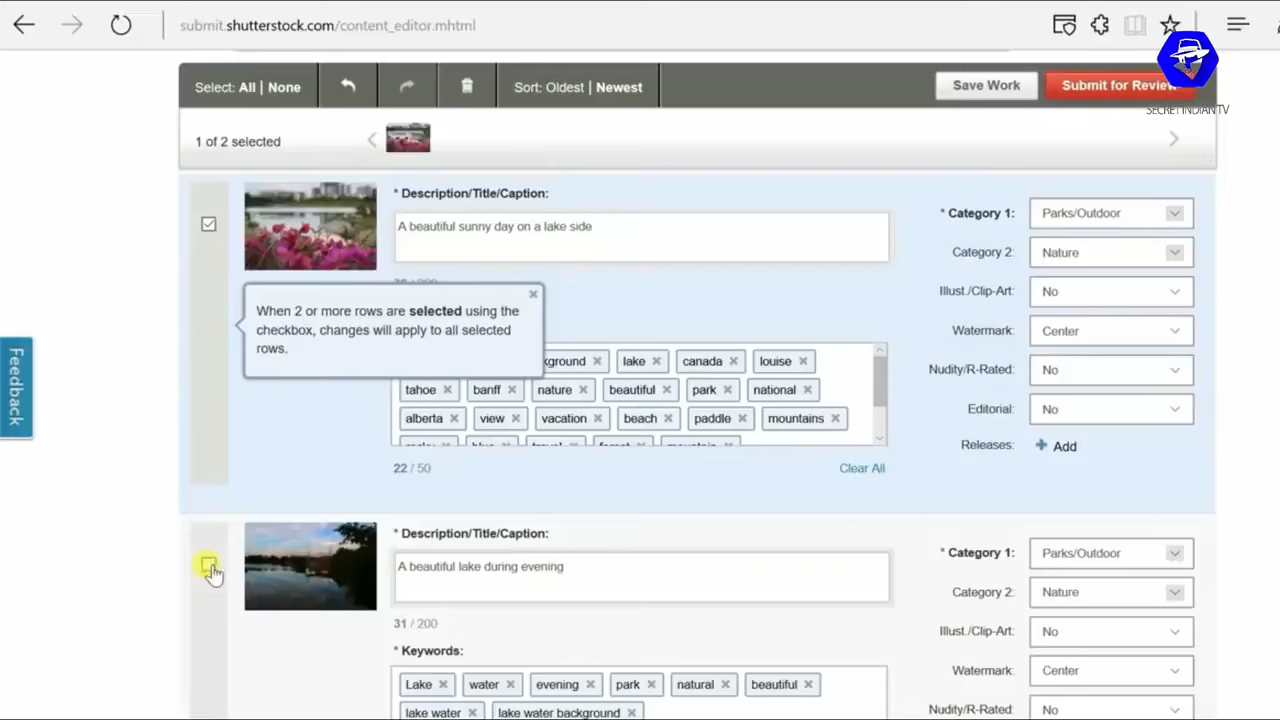 submit.shutterstock.com/content_editor.mhtml
Select: All | None
Sort: Oldest | Newest
Save Work
Submit for Review
SECRET INDIAN TV
1 of 2 selected
* Description/Title/Caption:
A beautiful sunny day on a lake side
* Category 1: Parks/Outdoor
Category 2: Nature
Illust./Clip-Art: No
Watermark: Center
Nudity/R-Rated: No
Editorial: No
Releases: + Add
When 2 or more rows are selected using the
checkbox, changes will apply to all selected
rows.
lake × canada × louise ×
tahoe × banff × nature × beautiful × park × national ×
alberta × view × vacation × beach × paddle × mountains ×
22 / 50
Clear All
Feedback
* Description/Title/Caption:
A beautiful lake during evening
31 / 200
* Keywords:
Lake × water × evening × park × natural × beautiful ×
lake water × lake water background ×
* Category 1: Parks/Outdoor
Category 2: Nature
Illust./Clip-Art: No
Watermark: Center
Nudity/R-Rated: No